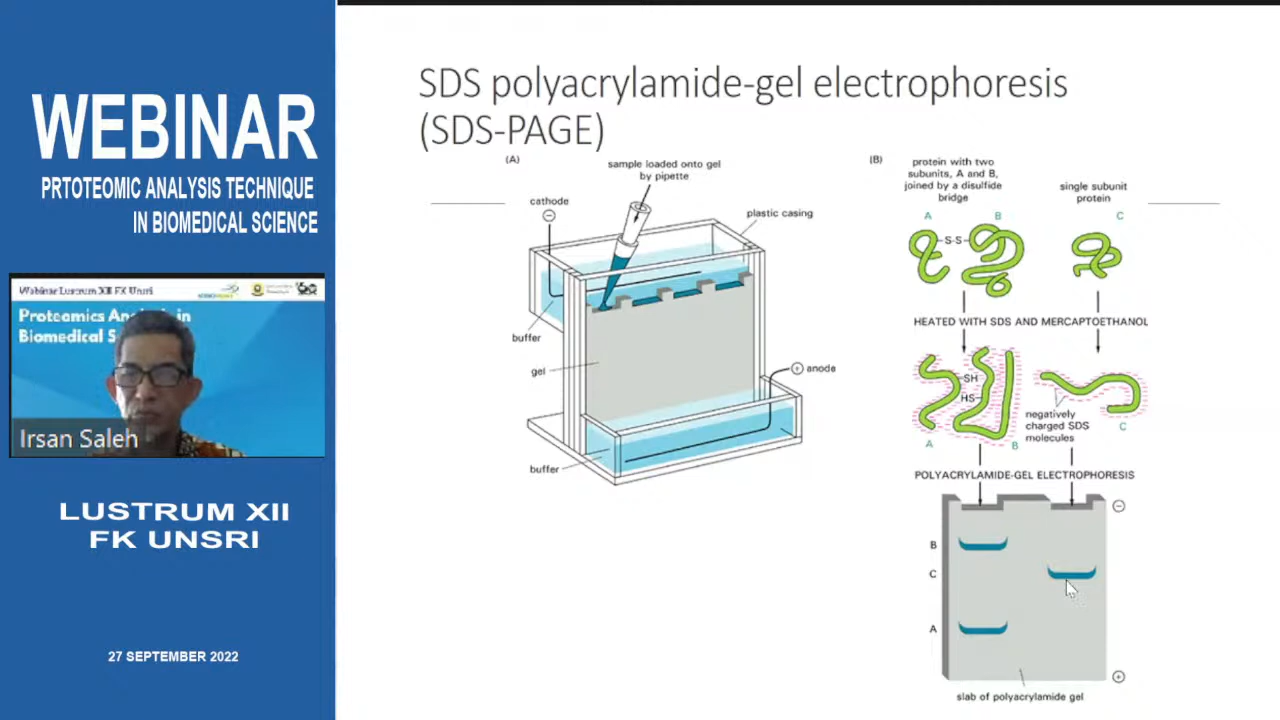 WEBINAR
PRTOTEOMIC ANALYSIS TECHNIQUE
IN BIOMEDICAL SCIENCE
Webinar Lustrum XII FK Unsri
Proteomics An in
Biomedical S
Irsan Saleh
LUSTRUM XII
FK UNSRI
27 SEPTEMBER 2022
SDS polyacrylamide-gel electrophoresis
(SDS-PAGE)
(A)
sample loaded onto gel
by pipette
cathode
−
plastic casing
buffer
gel
+ anode
buffer
(B)
protein with two
subunits, A and B,
joined by a disulfide
bridge
single subunit
protein
A
B
C
S-S
HEATED WITH SDS AND MERCAPTOETHANOL
SH
HS
negatively
charged SDS
molecules
A
B
C
POLYACRYLAMIDE-GEL ELECTROPHORESIS
−
B
C
A
+
slab of polyacrylamide gel